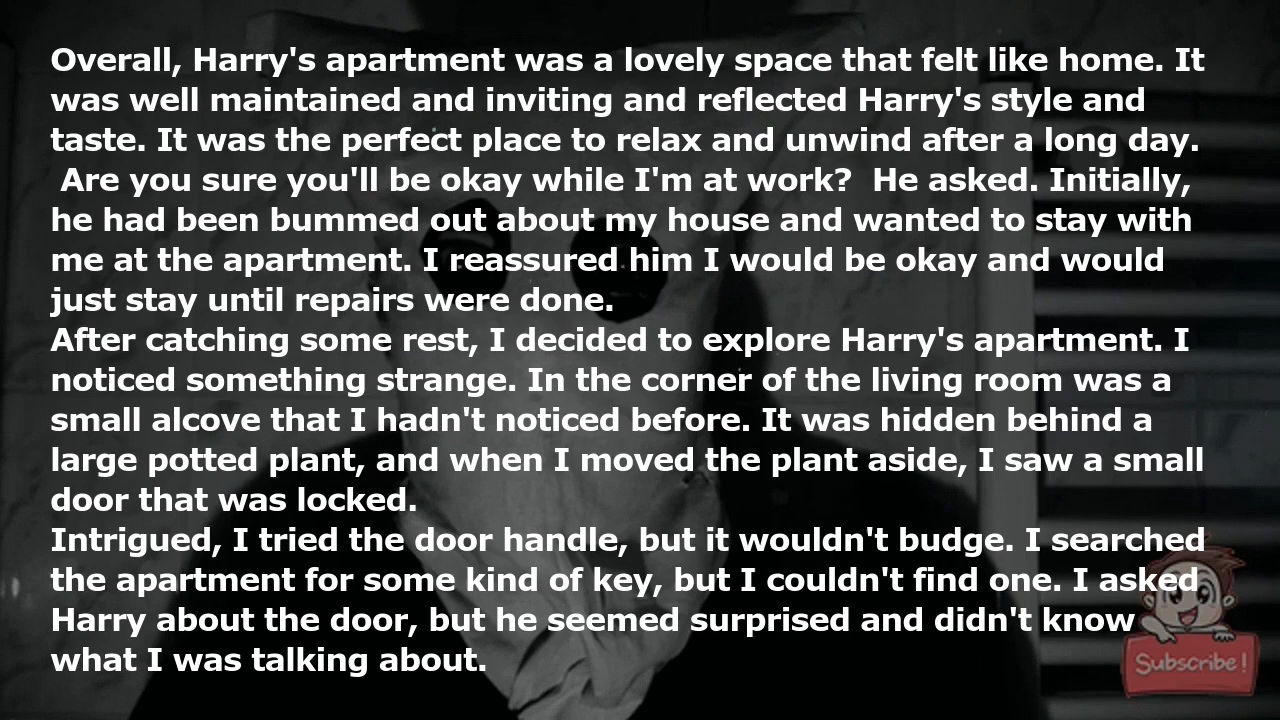 Overall, Harry's apartment was a lovely space that felt like home. It
was well maintained and inviting and reflected Harry's style and
taste. It was the perfect place to relax and unwind after a long day.
 Are you sure you'll be okay while I'm at work?  He asked. Initially,
he had been bummed out about my house and wanted to stay with
me at the apartment. I reassured him I would be okay and would
just stay until repairs were done.
After catching some rest, I decided to explore Harry's apartment. I
noticed something strange. In the corner of the living room was a
small alcove that I hadn't noticed before. It was hidden behind a
large potted plant, and when I moved the plant aside, I saw a small
door that was locked.
Intrigued, I tried the door handle, but it wouldn't budge. I searched
the apartment for some kind of key, but I couldn't find one. I asked
Harry about the door, but he seemed surprised and didn't know
what I was talking about.
Subscribe!